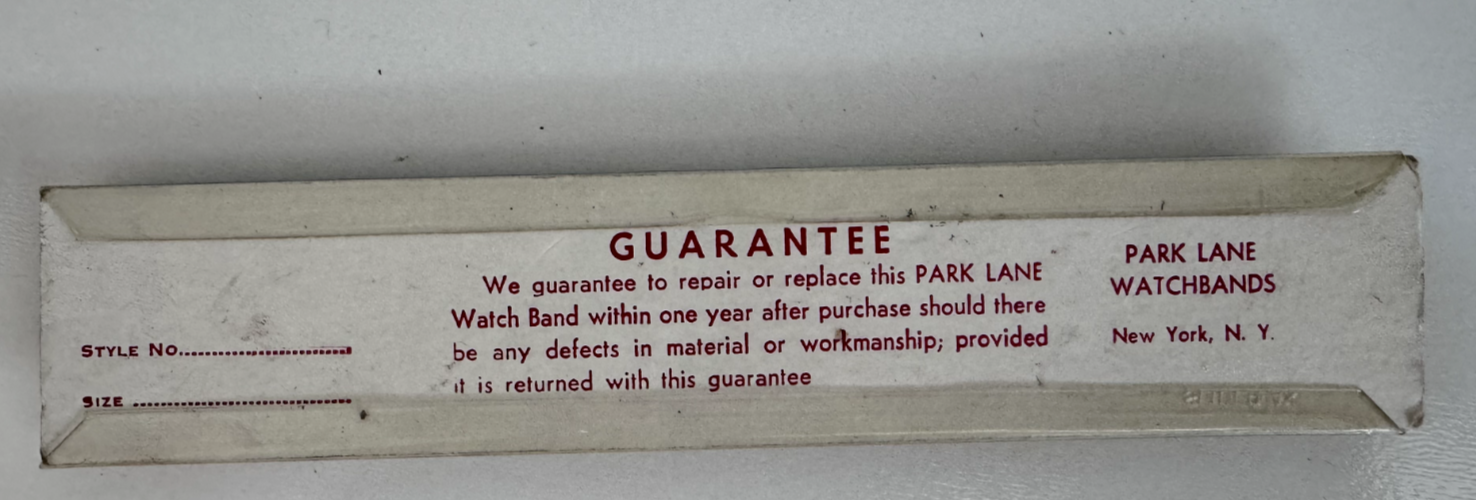 GUARANTEE
We guarantee to repair or replace this PARK LANE
Watch Band within one year after purchase should there
be any defects in material or workmanship; provided
it is returned with this guarantee
PARK LANE
WATCHBANDS
New York, N. Y.
STYLE No.
SIZE